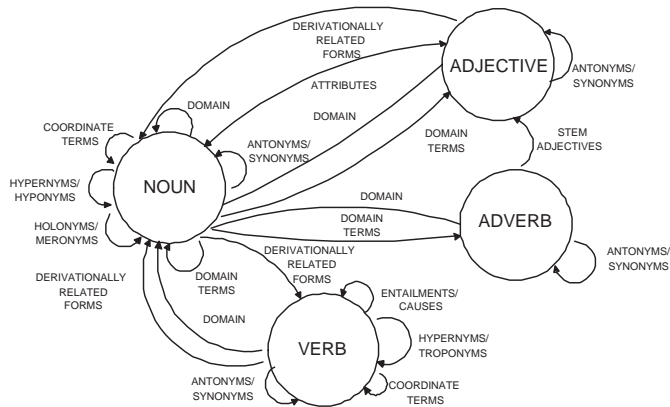 DERIVATIONALLY
RELATED
FORMS
ADJECTIVE
ANTONYMS/
SYNONYMS
ATTRIBUTES
DOMAIN
DOMAIN
COORDINATE
TERMS
ANTONYMS/
SYNONYMS
DOMAIN
TERMS
STEM
ADJECTIVES
NOUN
HYPERNYMS/
HYPONYMS
DOMAIN
HOLONYMS/
MERONYMS
DOMAIN
TERMS
ADVERB
ANTONYMS/
SYNONYMS
DERIVATIONALLY
RELATED
FORMS
DOMAIN
TERMS
DERIVATIONALLY
RELATED
FORMS
ENTAILMENTS/
CAUSES
DOMAIN
VERB
HYPERNYMS/
TROPONYMS
ANTONYMS/
SYNONYMS
COORDINATE
TERMS